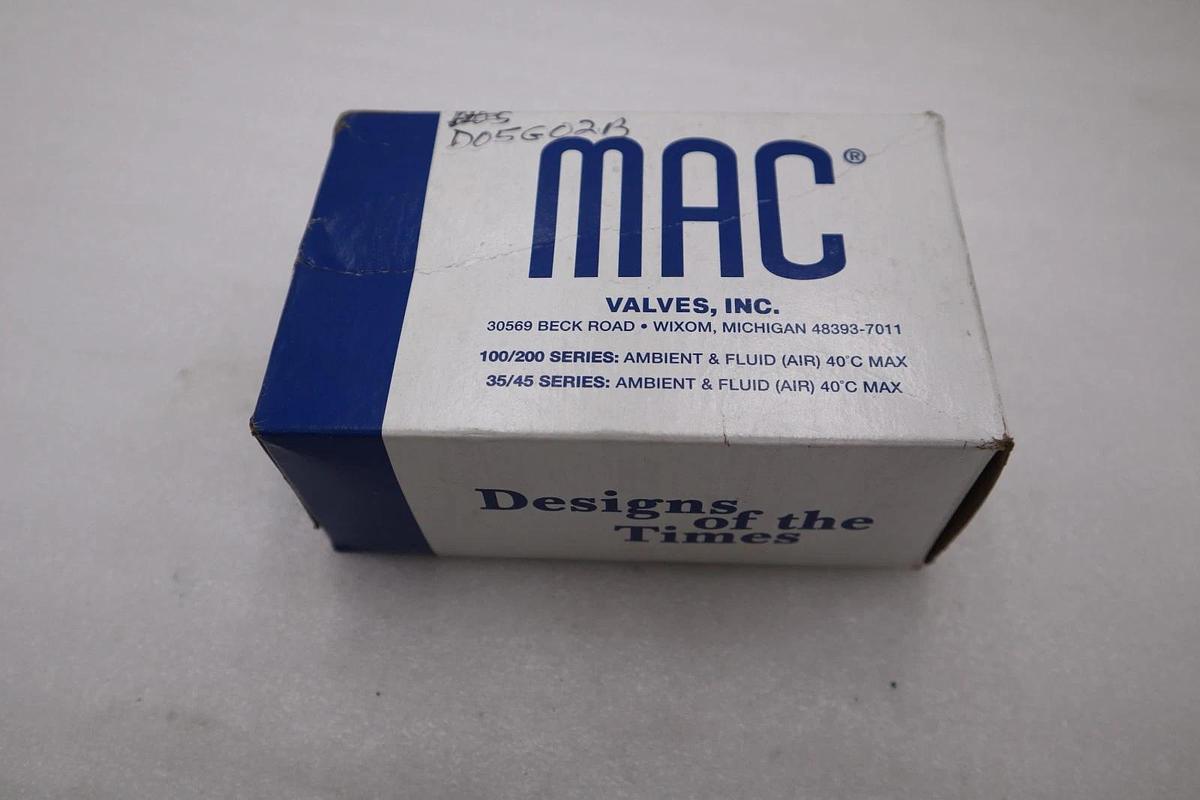 D05G02B
MAC®
VALVES, INC.
30569 BECK ROAD • WIXOM, MICHIGAN 48393-7011
100/200 SERIES: AMBIENT & FLUID (AIR) 40°C MAX
35/45 SERIES: AMBIENT & FLUID (AIR) 40°C MAX
Designs
of the
Times